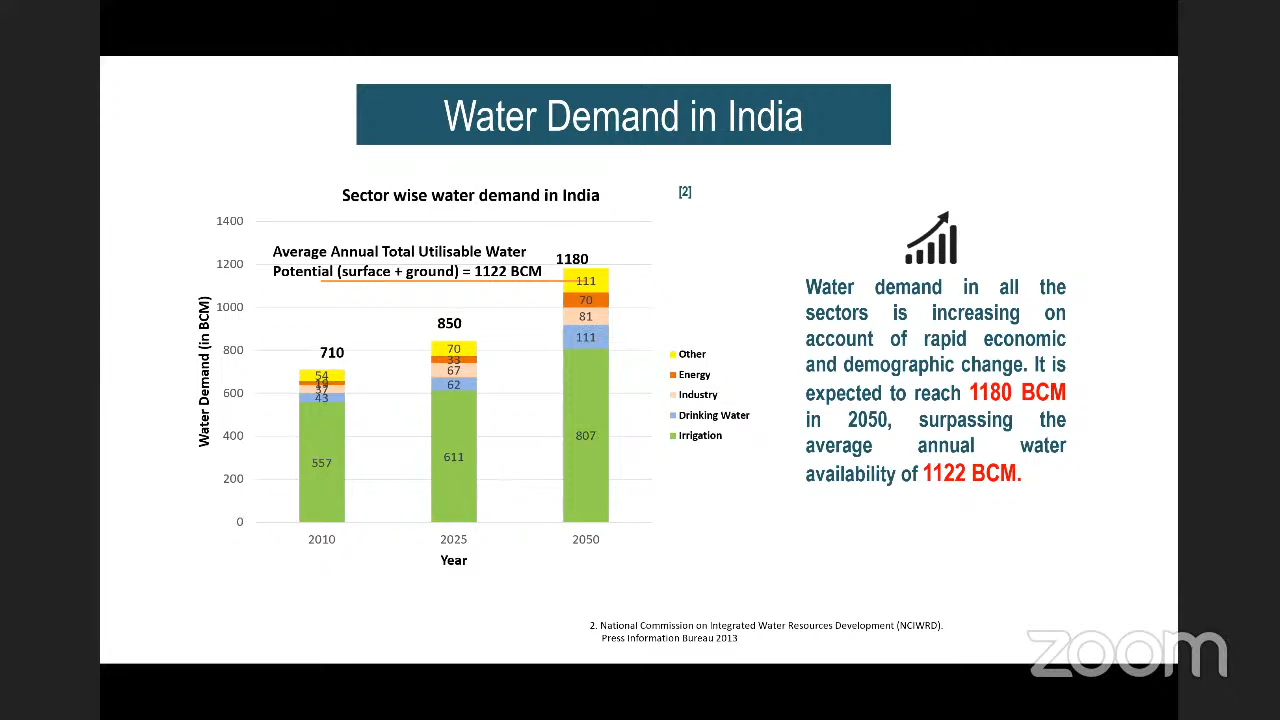 Water Demand in India
Sector wise water demand in India
[2]
1400
1200
1000
800
600
400
200
0
Water Demand (in BCM)
Average Annual Total Utilisable Water
Potential (surface + ground) = 1122 BCM
710
54
19
37
43
557
850
70
33
67
62
611
1180
111
70
81
111
807
2010
2025
2050
Year
Other
Energy
Industry
Drinking Water
Irrigation
Water demand in all the
sectors is increasing on
account of rapid economic
and demographic change. It is
expected to reach 1180 BCM
in 2050, surpassing the
average annual water
availability of 1122 BCM.
2. National Commission on Integrated Water Resources Development (NCIWRD).
Press Information Bureau 2013
zoom